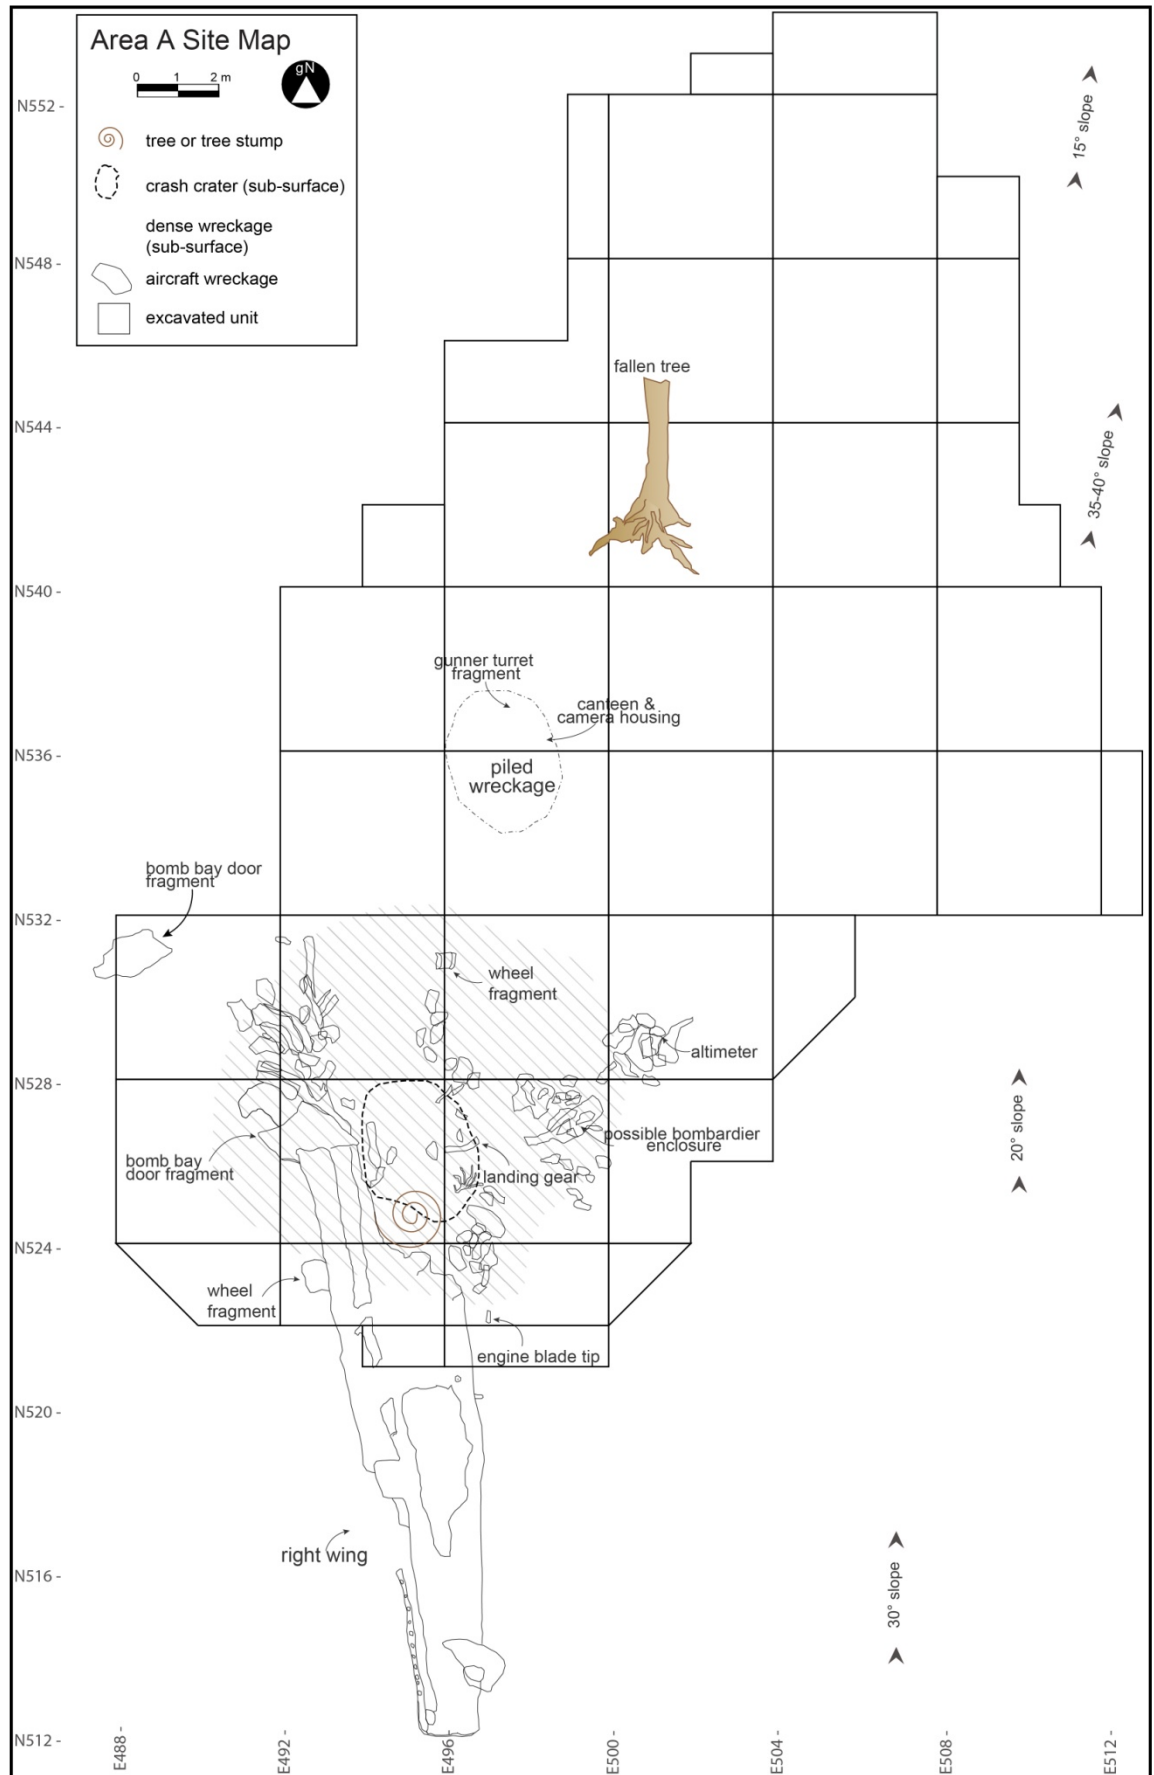 Area A Site Map
gN
0 1 2 m
tree or tree stump
crash crater (sub-surface)
dense wreckage
(sub-surface)
aircraft wreckage
excavated unit
N552 -
N548 -
N544 -
N540 -
N536 -
N532 -
N528 -
N524 -
N520 -
N516 -
N512 -
15° slope
fallen tree
35-40° slope
gunner turret
fragment
canteen &
camera housing
piled
wreckage
bomb bay door
fragment
wheel
fragment
altimeter
possible bombardier
enclosure
bomb bay
door fragment
landing gear
20° slope
wheel
fragment
engine blade tip
right wing
30° slope
E488 -
E492 -
E496 -
E500 -
E504 -
E508 -
E512 -